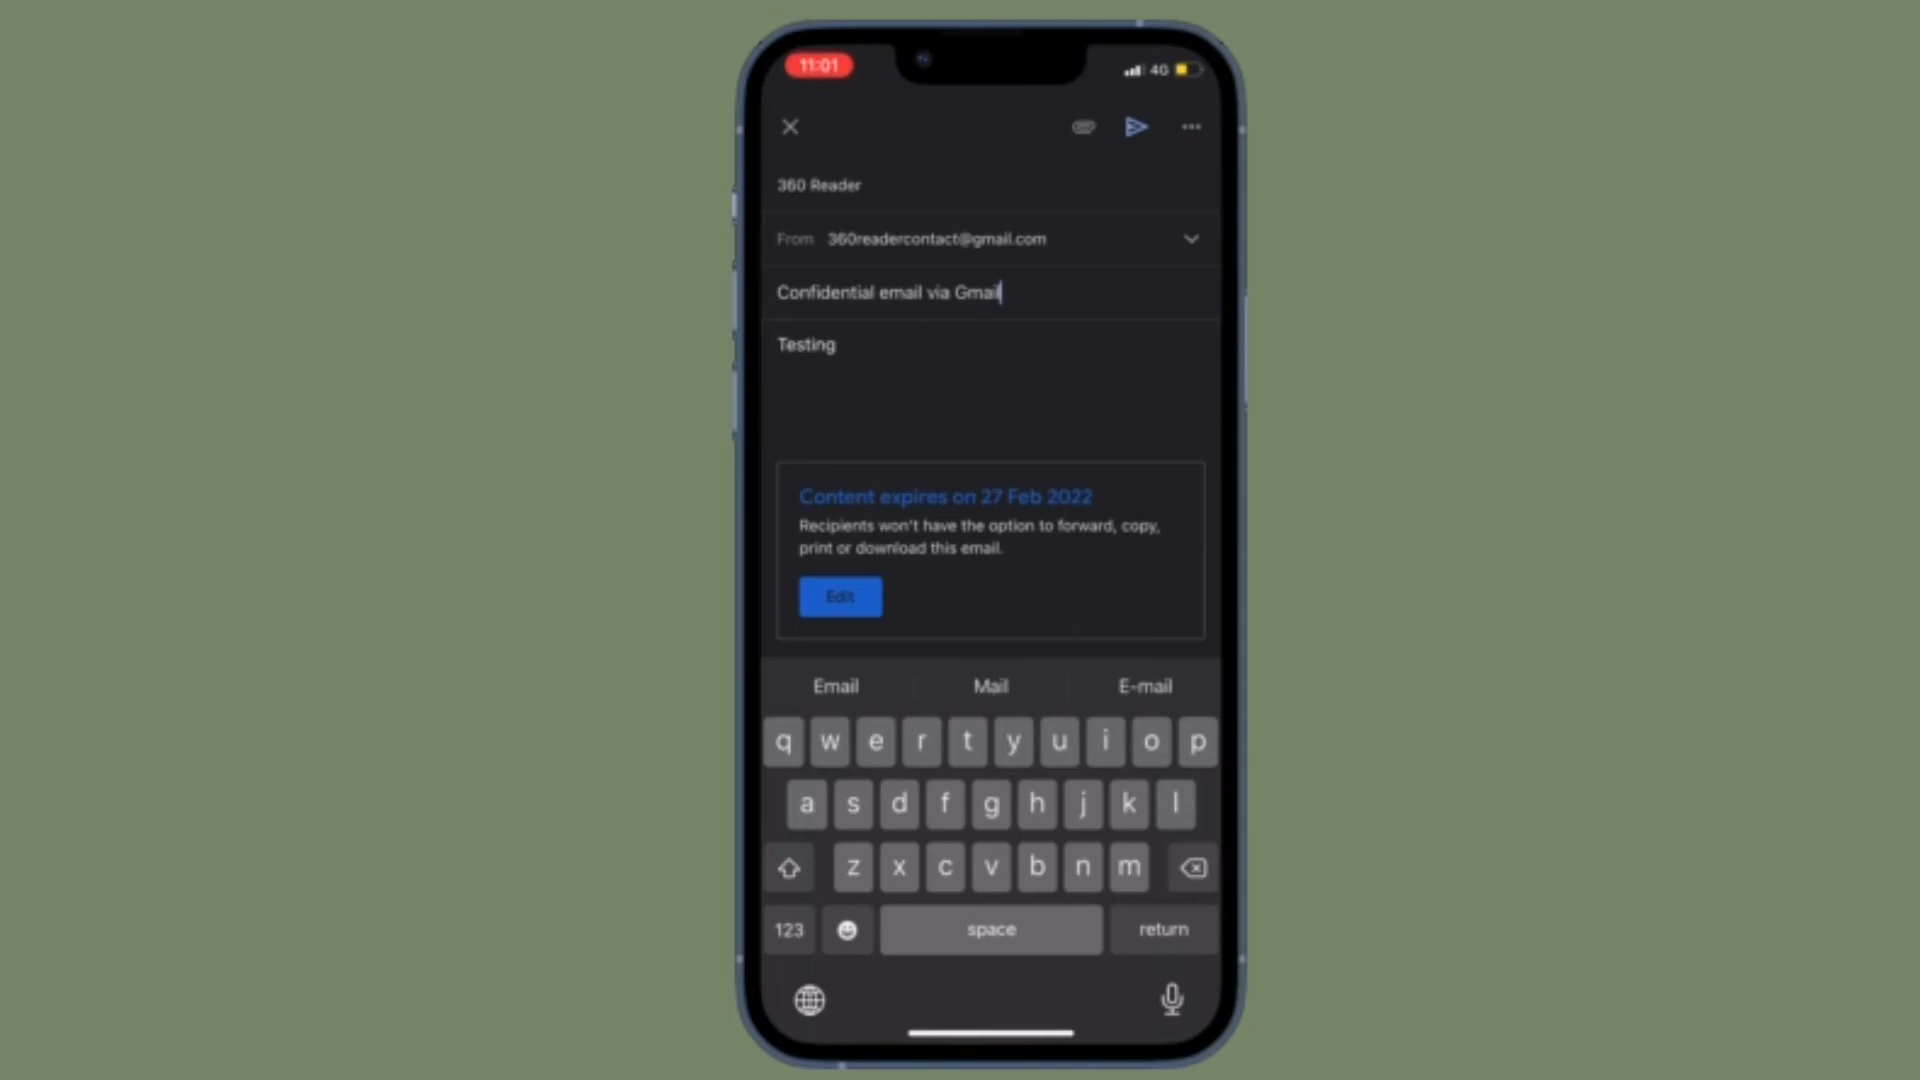 11:01
4G
360 Reader
From 360readercontact@gmail.com
Confidential email via Gmail
Testing
Content expires on 27 Feb 2022
Recipients won't have the option to forward, copy,
print or download this email.
Edit
Email Mail E-mail
q w e r t y u i o p
a s d f g h j k l
z x c v b n m
123 space return